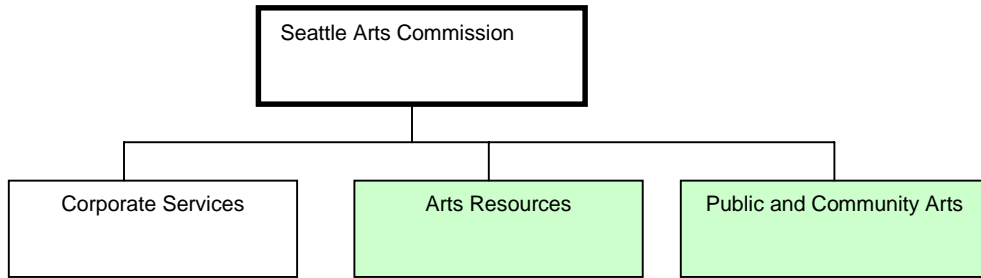 Seattle Arts Commission
Corporate Services
Arts Resources
Public and Community Arts